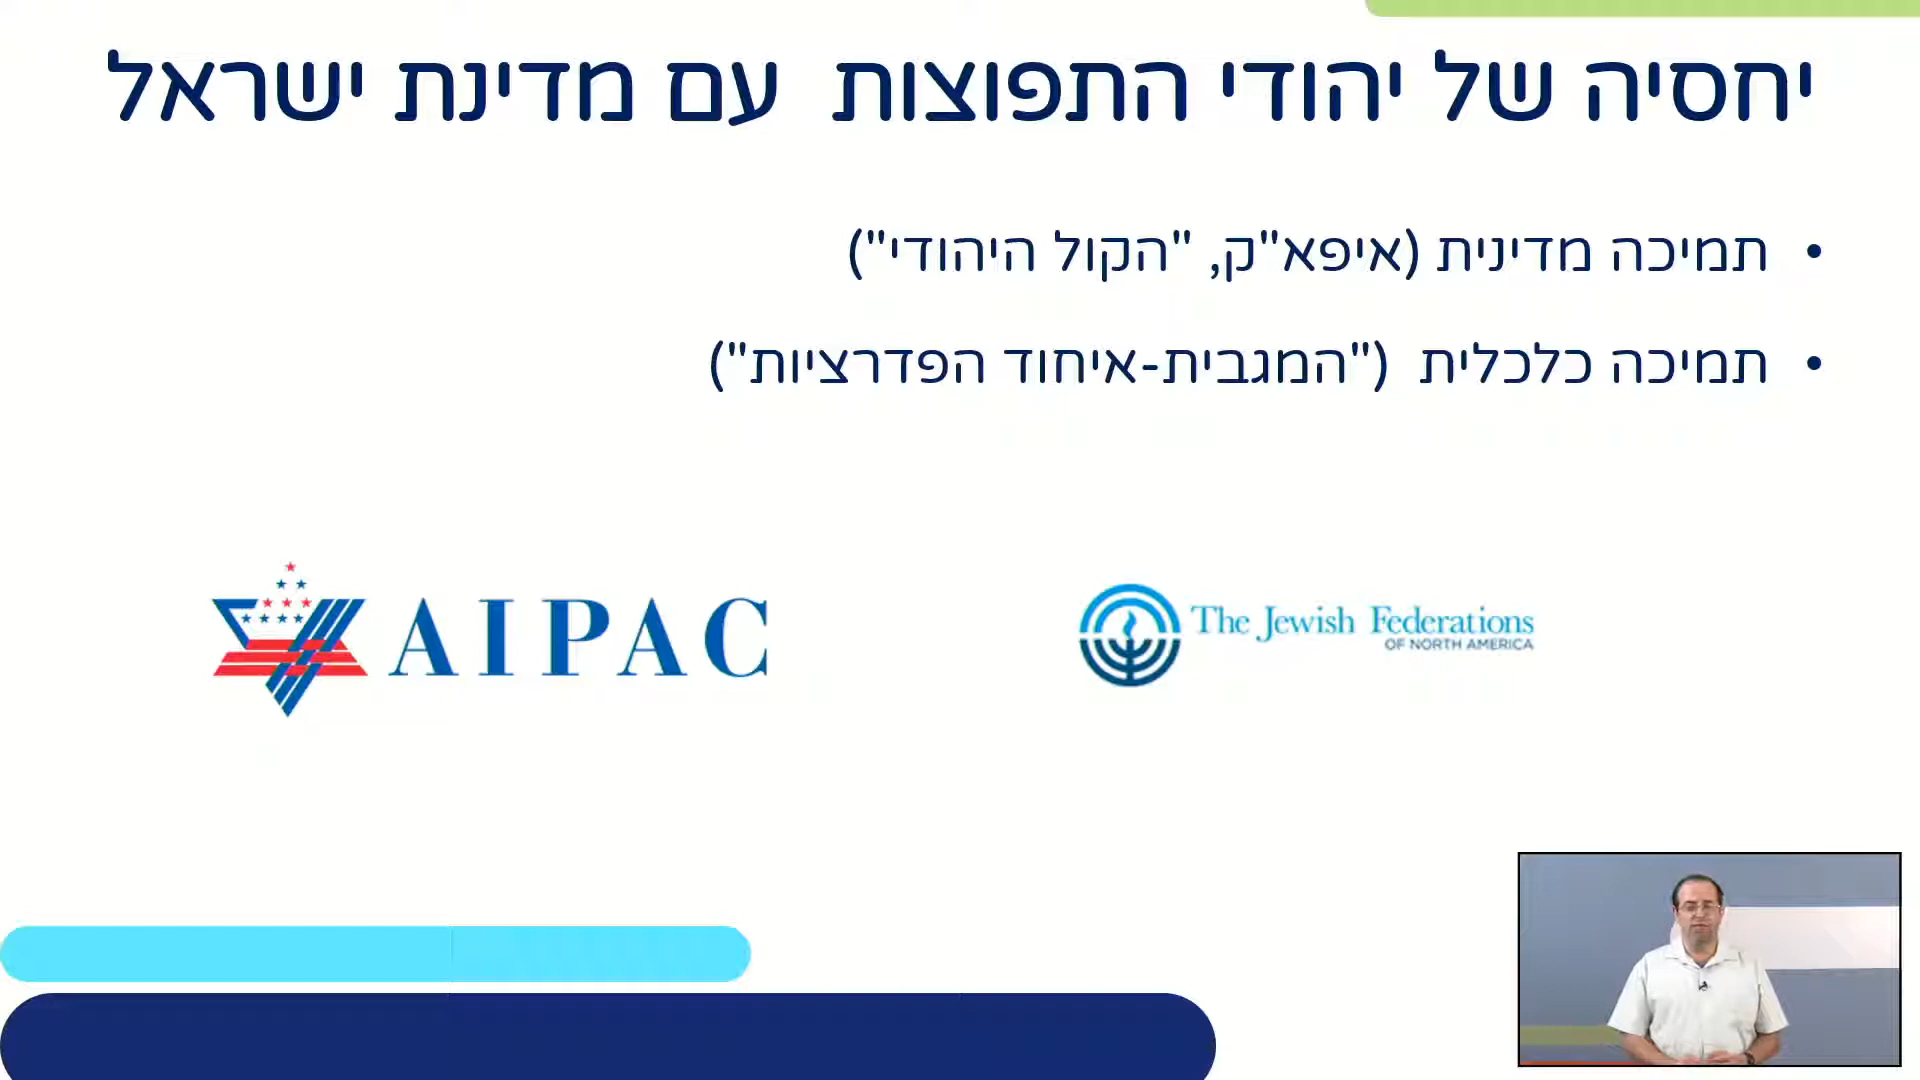 יחסיה של יהודי התפוצות עם מדינת ישראל
• תמיכה מדינית (איפא"ק, "הקול היהודי")
• תמיכה כלכלית ("המגבית-איחוד הפדרציות")
AIPAC
The Jewish Federations
OF NORTH AMERICA